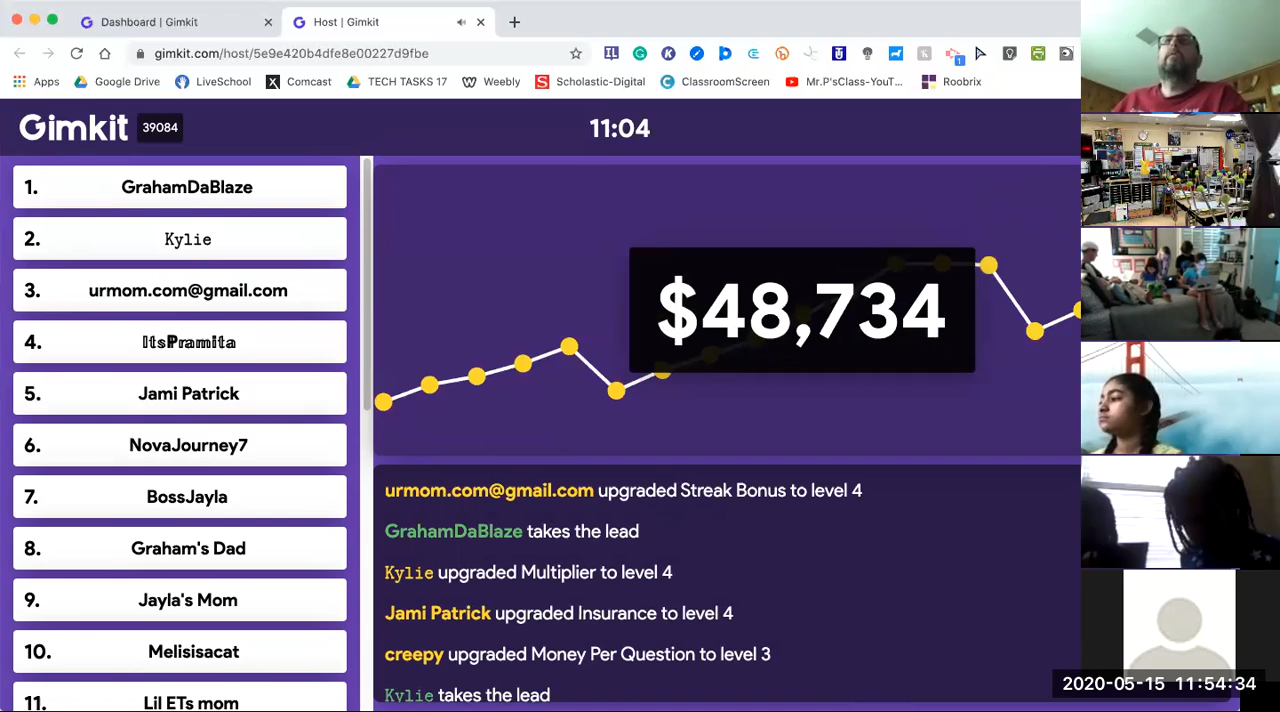 Dashboard | Gimkit
Host | Gimkit
gimkit.com/host/5e9e420b4dfe8e00227d9fbe
Apps
Google Drive
LiveSchool
Comcast
TECH TASKS 17
Weebly
Scholastic-Digital
ClassroomScreen
Mr.P'sClass-YouT...
Roobrix
Gimkit
39084
11:04
1. GrahamDaBlaze
2. Kylie
3. urmom.com@gmail.com
4. ItsPramita
5. Jami Patrick
6. NovaJourney7
7. BossJayla
8. Graham's Dad
9. Jayla's Mom
10. Melisisacat
11. Lil ETs mom
$48,734
urmom.com@gmail.com upgraded Streak Bonus to level 4
GrahamDaBlaze takes the lead
Kylie upgraded Multiplier to level 4
Jami Patrick upgraded Insurance to level 4
creepy upgraded Money Per Question to level 3
Kylie takes the lead
2020-05-15 11:54:34